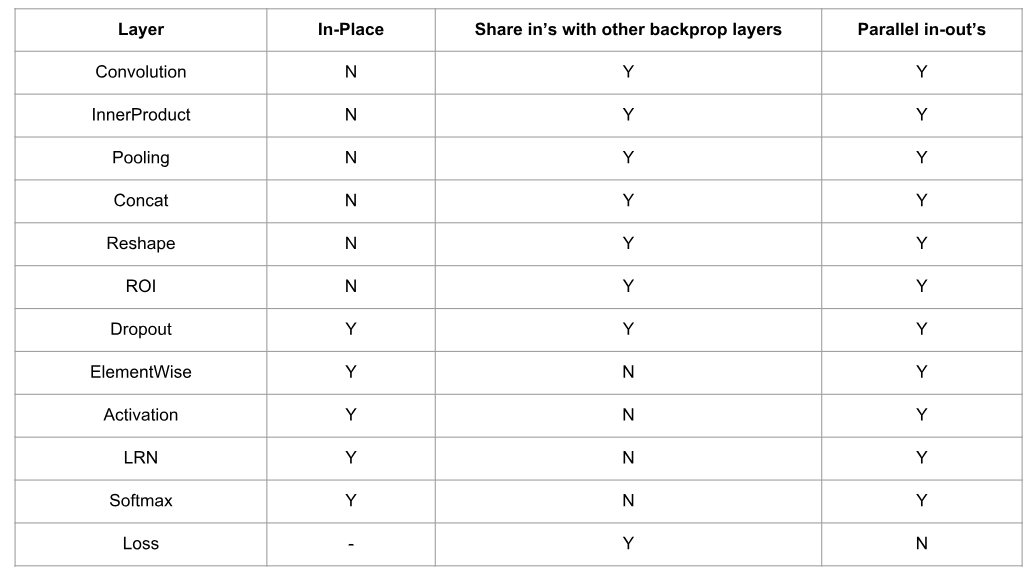 Layer In-Place Share in’s with other backprop layers Parallel in-out’s
Convolution N Y Y
InnerProduct N Y Y
Pooling N Y Y
Concat N Y Y
Reshape N Y Y
ROI N Y Y
Dropout Y Y Y
ElementWise Y N Y
Activation Y N Y
LRN Y N Y
Softmax Y N Y
Loss - Y N